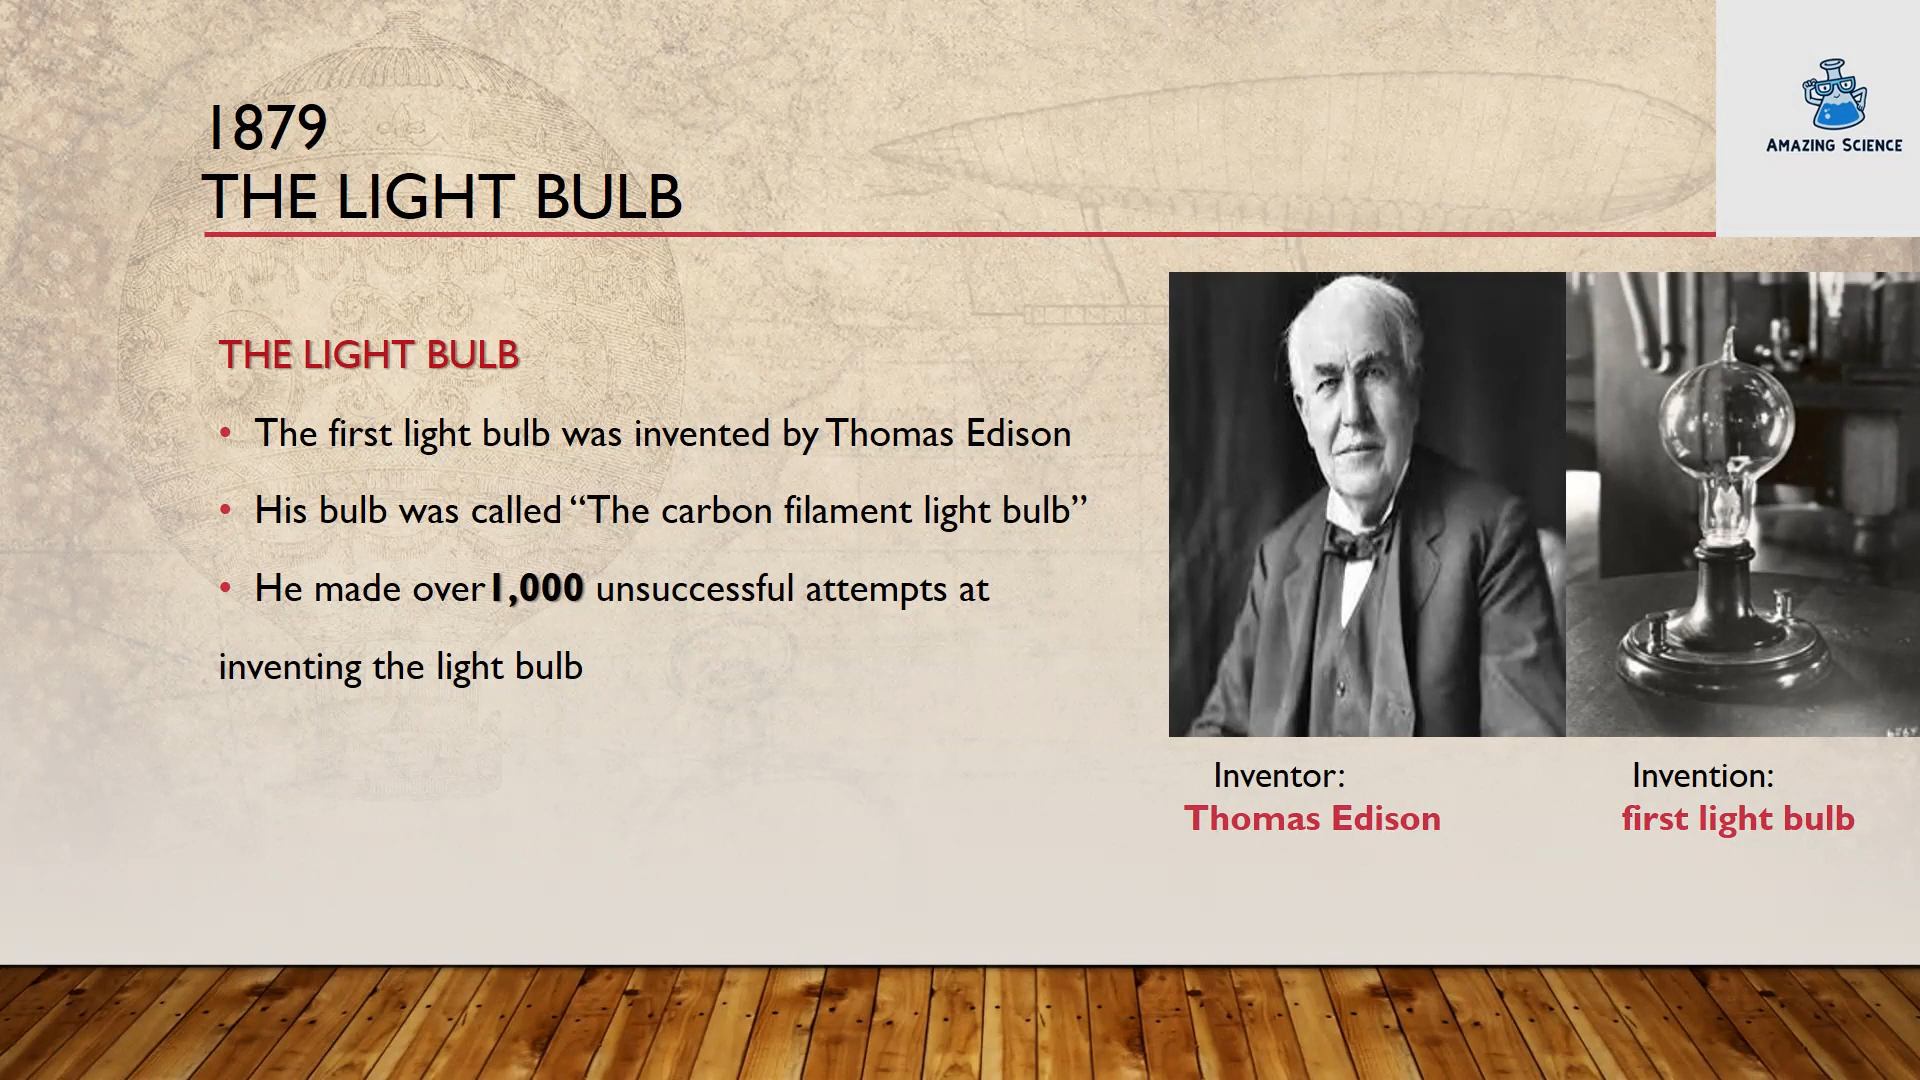 1879
THE LIGHT BULB
AMAZING SCIENCE
THE LIGHT BULB
• The first light bulb was invented by Thomas Edison
• His bulb was called “The carbon filament light bulb”
• He made over 1,000 unsuccessful attempts at
inventing the light bulb
Inventor:
Thomas Edison
Invention:
first light bulb